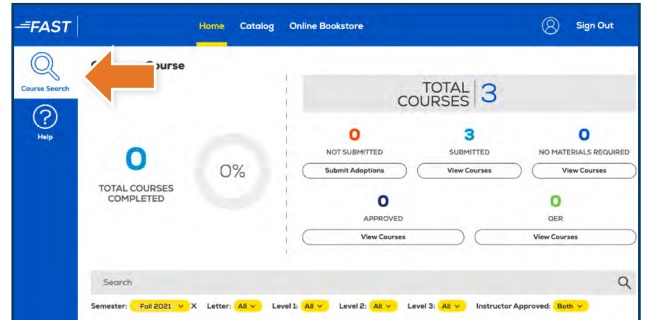 FAST
Home Catalog Online Bookstore Sign Out
Course Search
Help
ourse
TOTAL COURSES 3
0
NOT SUBMITTED
Submit Adoptions
3
SUBMITTED
View Courses
0
NO MATERIALS REQUIRED
View Courses
0
TOTAL COURSES
COMPLETED
0%
0
APPROVED
View Courses
0
OER
View Courses
Search
Semester: Fall 2021 X Letter: All Level 1: All Level 2: All Level 3: All Instructor Approved: Both